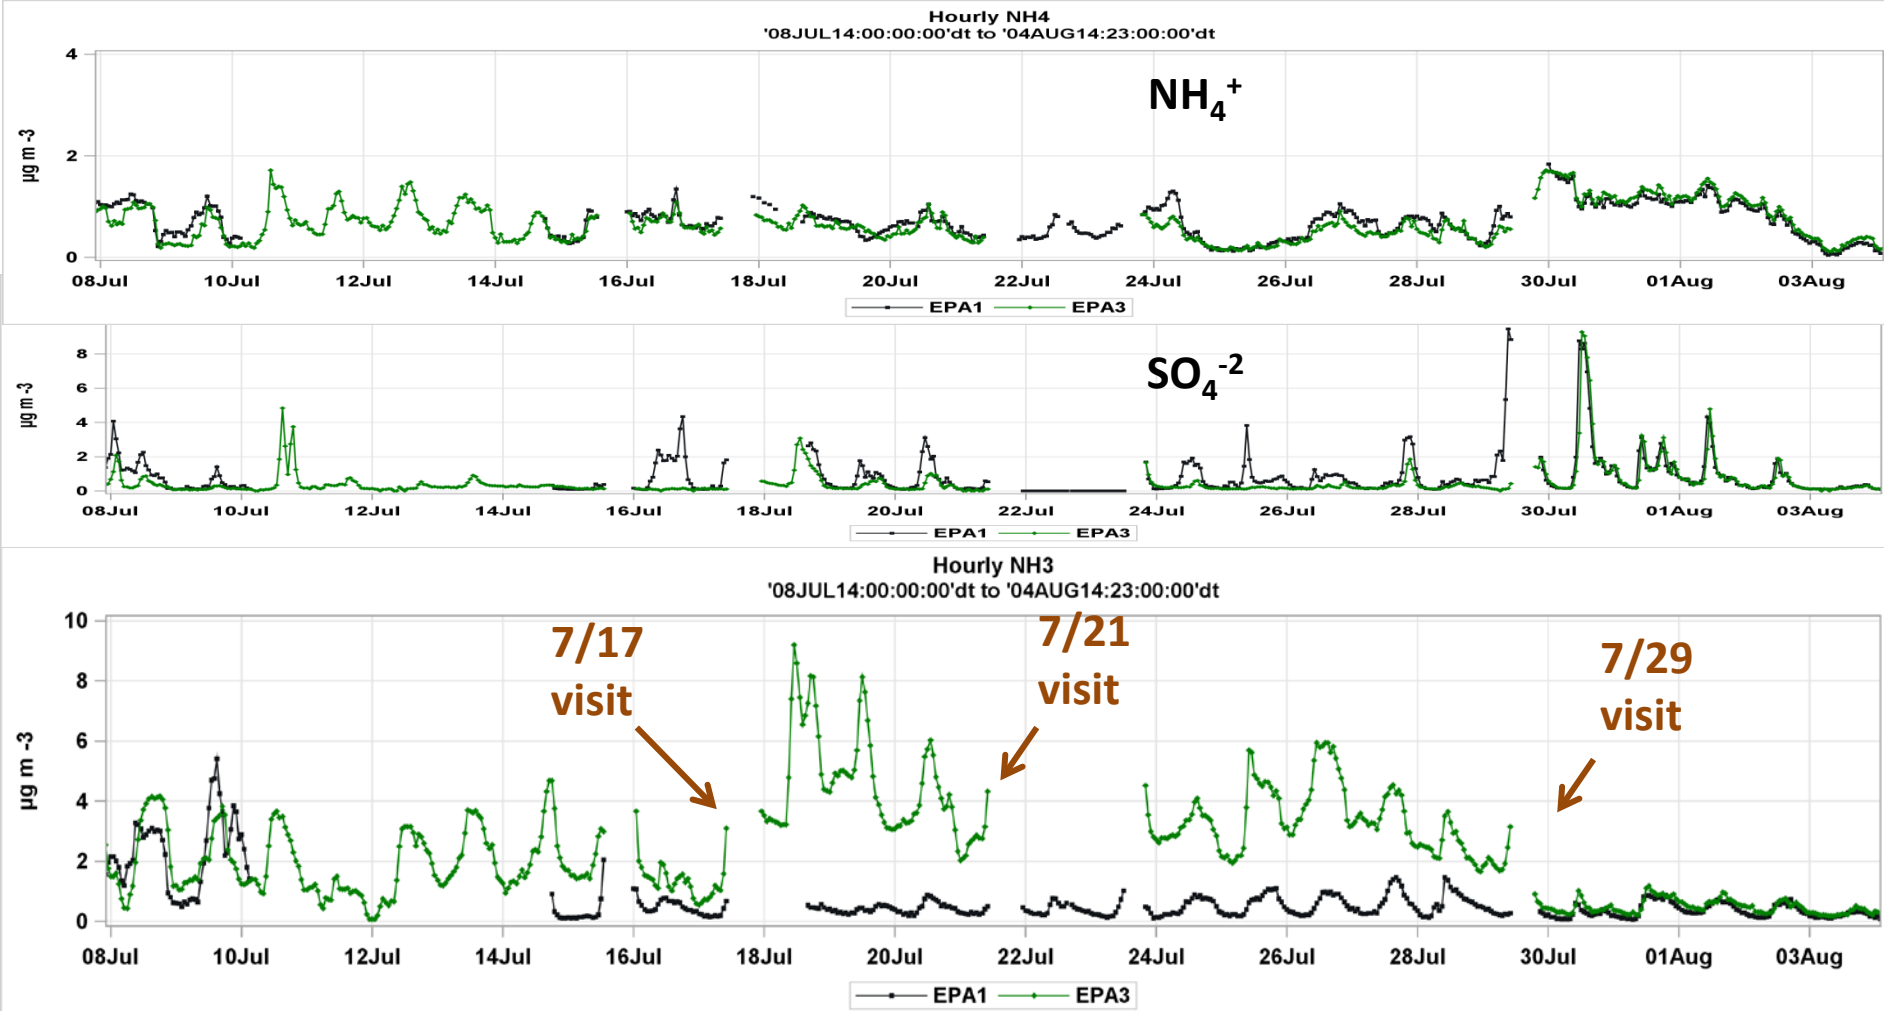 Hourly NH4
'08JUL14:00:00:00'dt to '04AUG14:23:00:00'dt
4
NH₄⁺
µg m -3
2
0
08Jul 10Jul 12Jul 14Jul 16Jul 18Jul 20Jul 22Jul 24Jul 26Jul 28Jul 30Jul 01Aug 03Aug
EPA1 EPA3
8
SO₄⁻²
µg m -3
6
4
2
0
08Jul 10Jul 12Jul 14Jul 16Jul 18Jul 20Jul 22Jul 24Jul 26Jul 28Jul 30Jul 01Aug 03Aug
EPA1 EPA3
Hourly NH3
'08JUL14:00:00:00'dt to '04AUG14:23:00:00'dt
10
7/17
visit
7/21
visit
7/29
visit
µg m -3
8
6
4
2
0
08Jul 10Jul 12Jul 14Jul 16Jul 18Jul 20Jul 22Jul 24Jul 26Jul 28Jul 30Jul 01Aug 03Aug
EPA1 EPA3